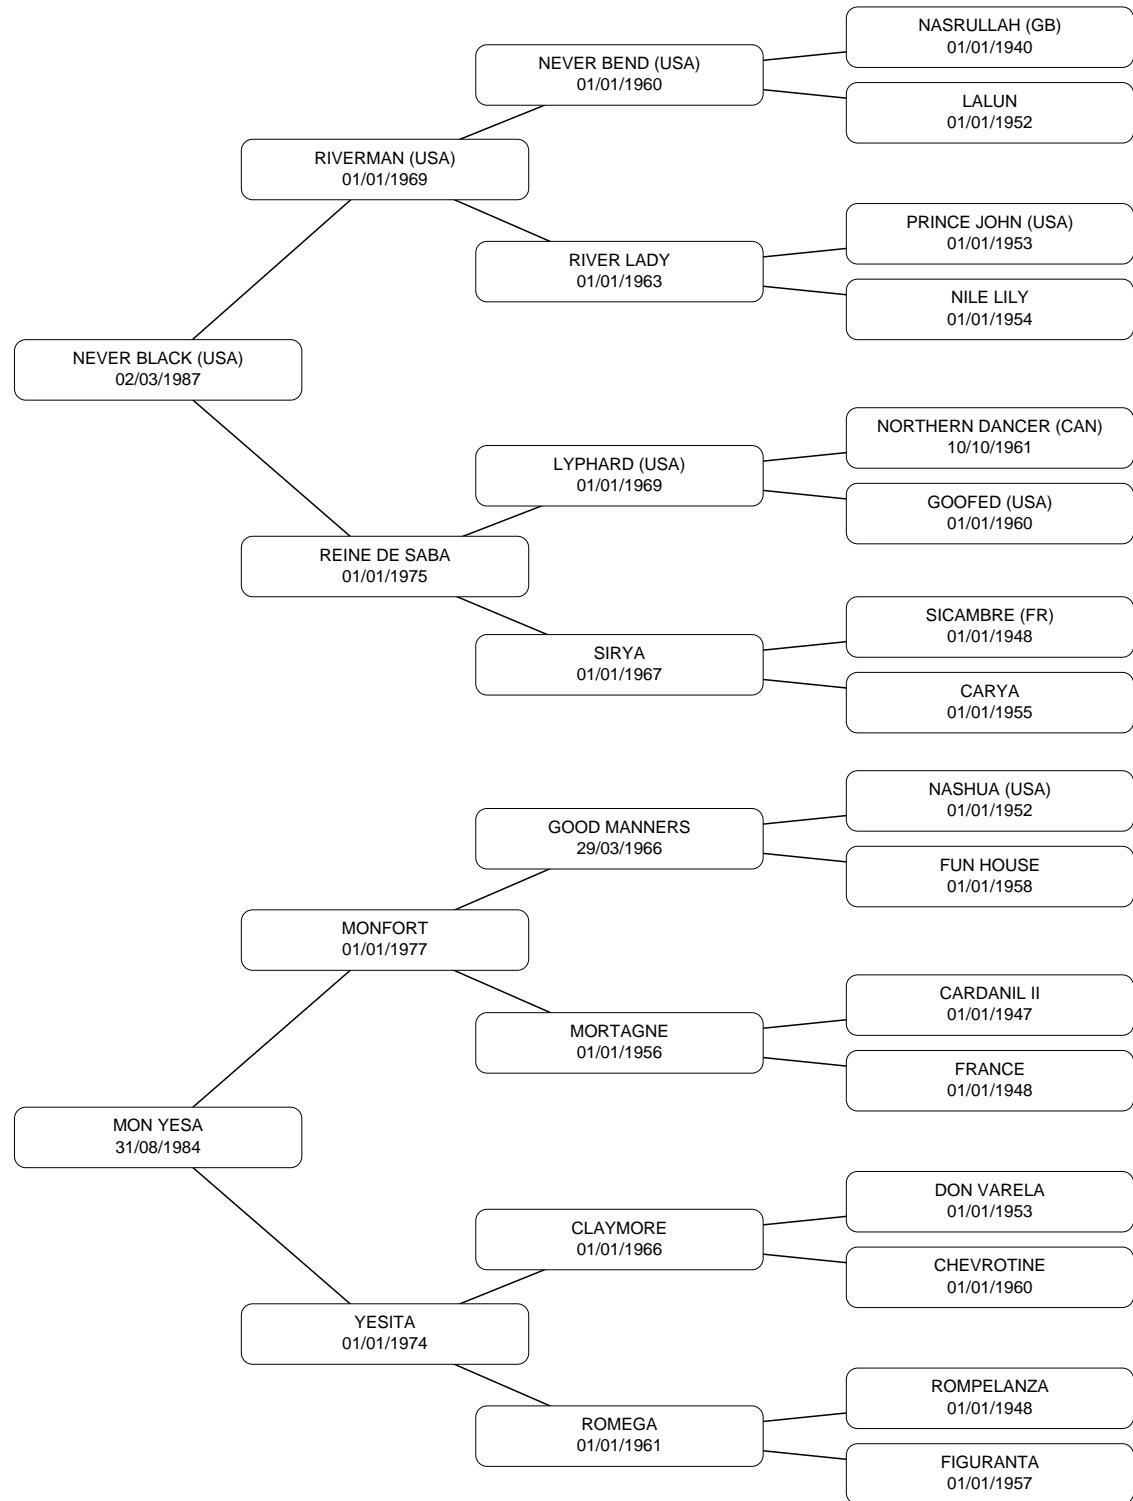 NASRULLAH (GB)
01/01/1940
NEVER BEND (USA)
01/01/1960
LALUN
01/01/1952
RIVERMAN (USA)
01/01/1969
PRINCE JOHN (USA)
01/01/1953
RIVER LADY
01/01/1963
NILE LILY
01/01/1954
NEVER BLACK (USA)
02/03/1987
NORTHERN DANCER (CAN)
10/10/1961
LYPHARD (USA)
01/01/1969
GOOFED (USA)
01/01/1960
REINE DE SABA
01/01/1975
SICAMBRE (FR)
01/01/1948
SIRYA
01/01/1967
CARYA
01/01/1955
NASHUA (USA)
01/01/1952
GOOD MANNERS
29/03/1966
FUN HOUSE
01/01/1958
MONFORT
01/01/1977
CARDANIL II
01/01/1947
MORTAGNE
01/01/1956
FRANCE
01/01/1948
MON YESA
31/08/1984
DON VARELA
01/01/1953
CLAYMORE
01/01/1966
CHEVROTINE
01/01/1960
YESITA
01/01/1974
ROMPELANZA
01/01/1948
ROMEGA
01/01/1961
FIGURANTA
01/01/1957